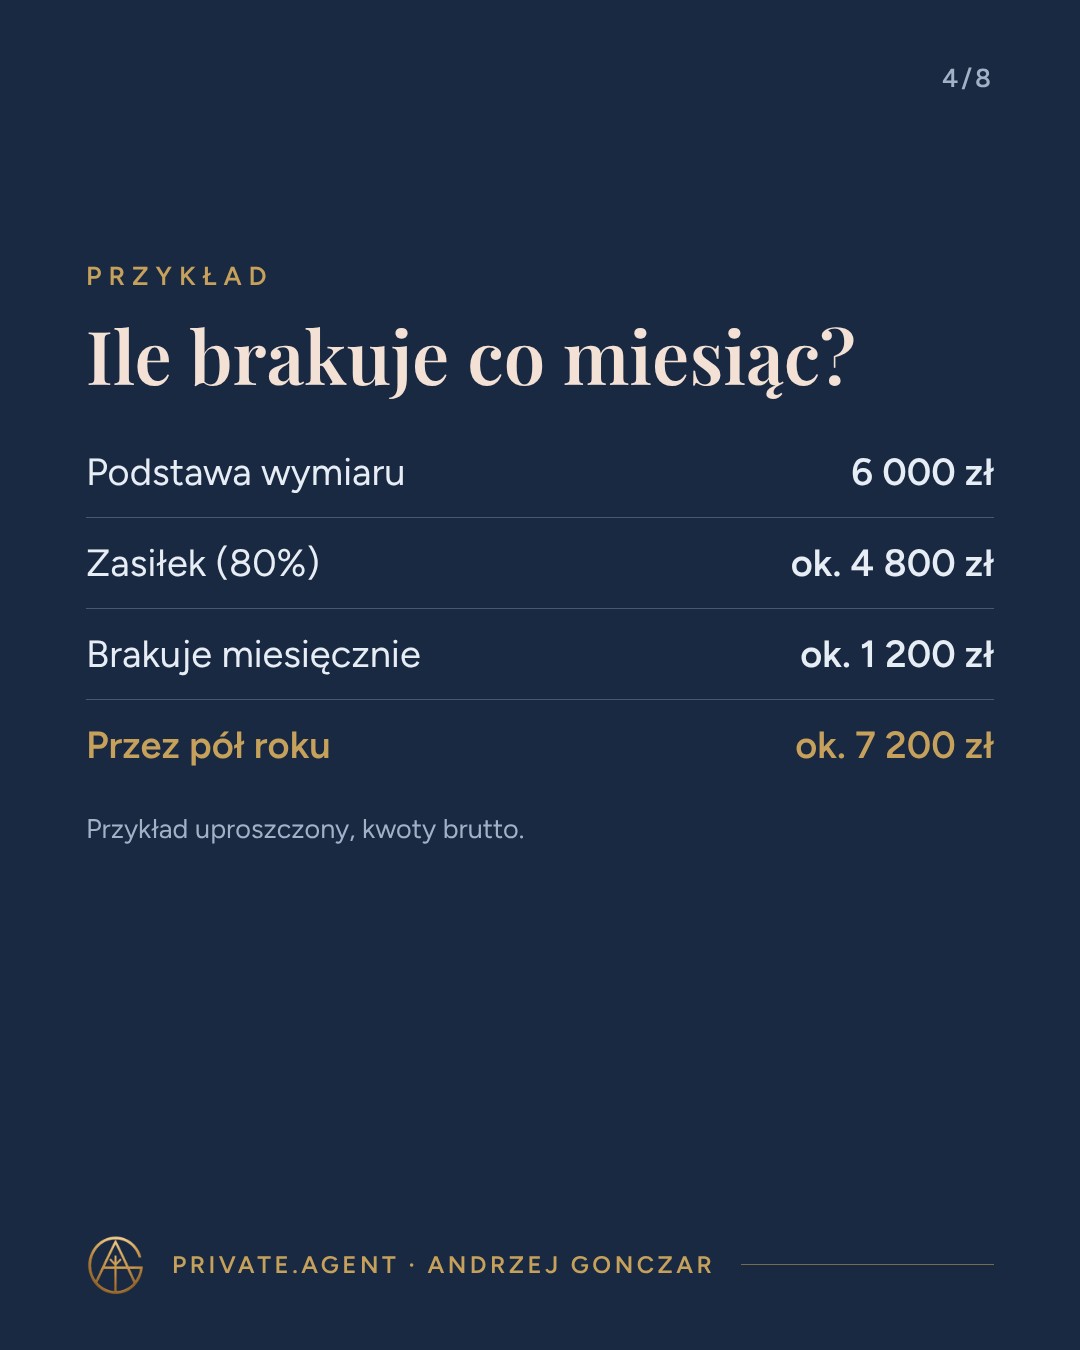 4/8
PRZYKŁAD
Ile brakuje co miesiąc?
Podstawa wymiaru 6 000 zł
Zasiłek (80%) ok. 4 800 zł
Brakuje miesięcznie ok. 1 200 zł
Przez pół roku ok. 7 200 zł
Przykład uproszczony, kwoty brutto.
PRIVATE.AGENT · ANDRZEJ GONCZAR